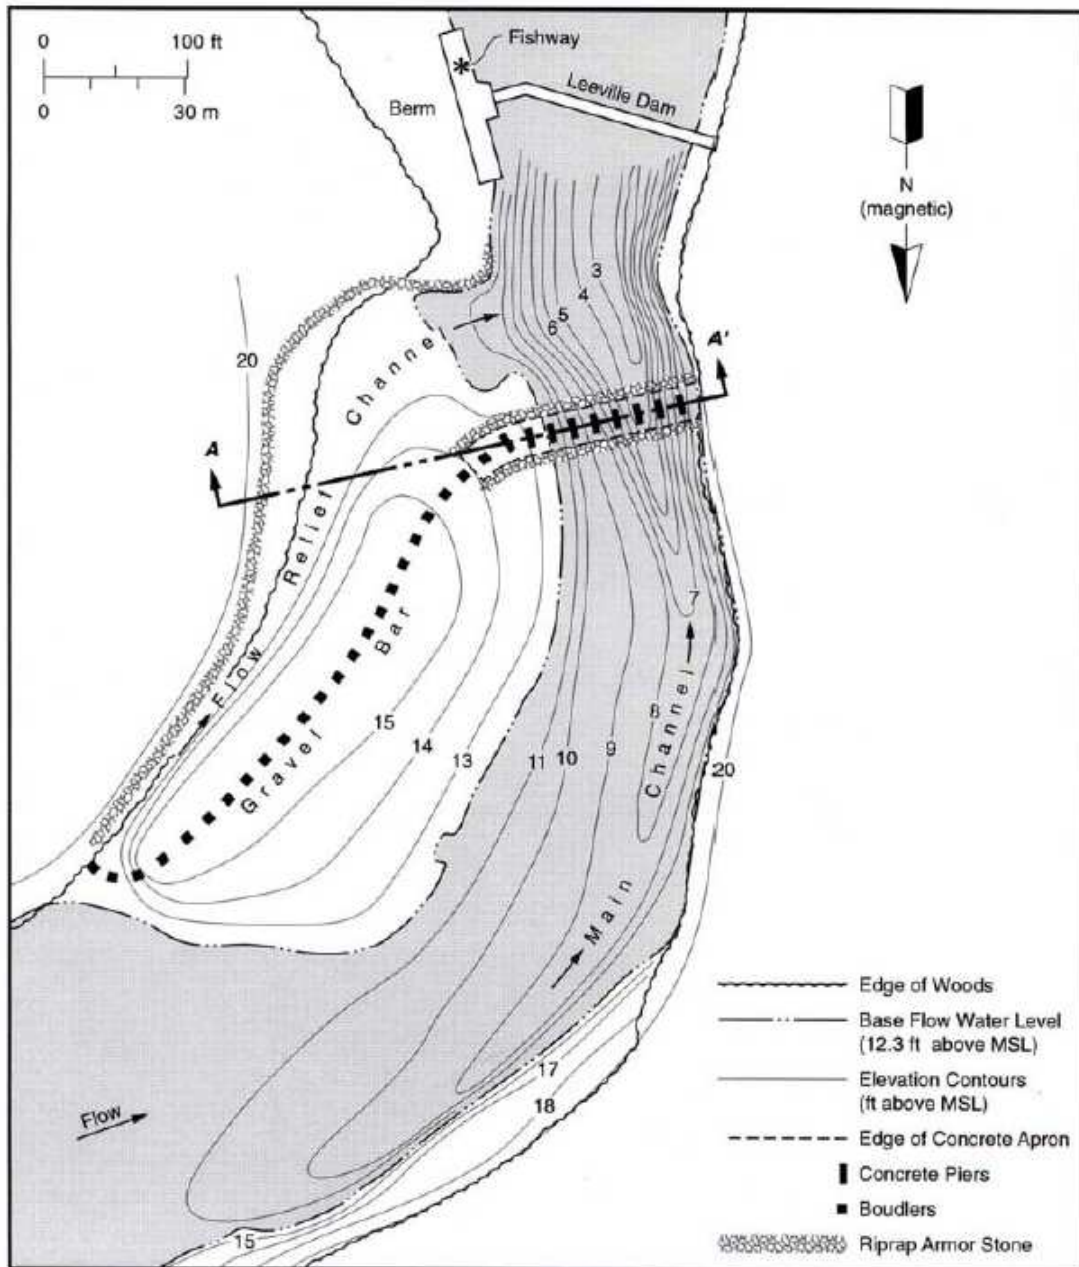 0 100 ft
0 30 m
Fishway
Leeville Dam
Berm
N
(magnetic)
3
4
5
6
20
A'
A
Flow Relief Channe
7
Gravel Bar
15
14
13
11
10
9
8
20
Main Channel
Flow
17
18
15
Edge of Woods
Base Flow Water Level
(12.3 ft above MSL)
Elevation Contours
(ft above MSL)
Edge of Concrete Apron
Concrete Piers
Boudlers
Riprap Armor Stone